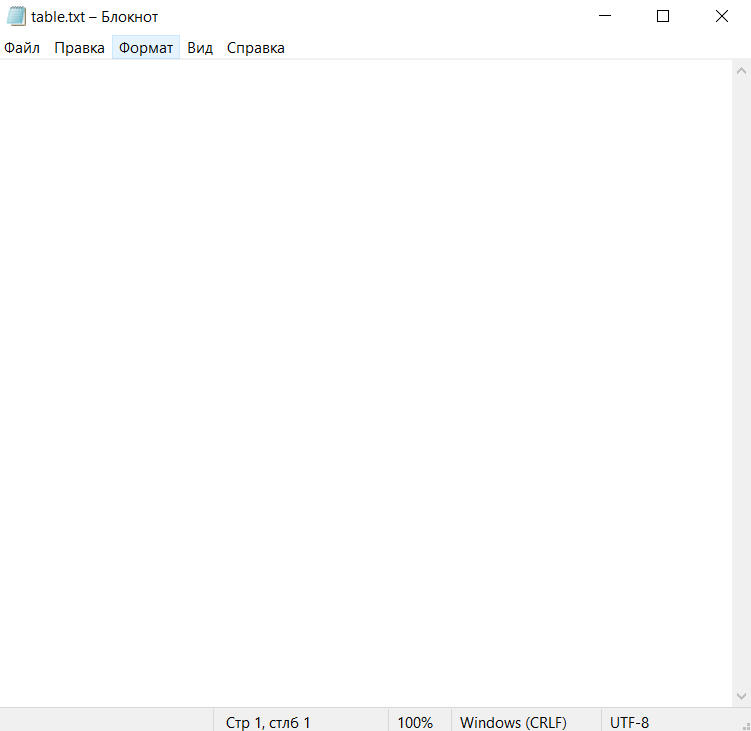 table.txt – Блокнот
Файл Правка Формат Вид Справка
Стр 1, стлб 1 100% Windows (CRLF) UTF-8